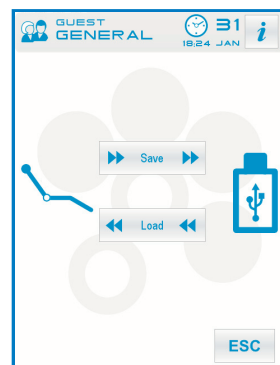 GUEST
GENERAL
31
18:24 JAN
i
Save
Load
ESC